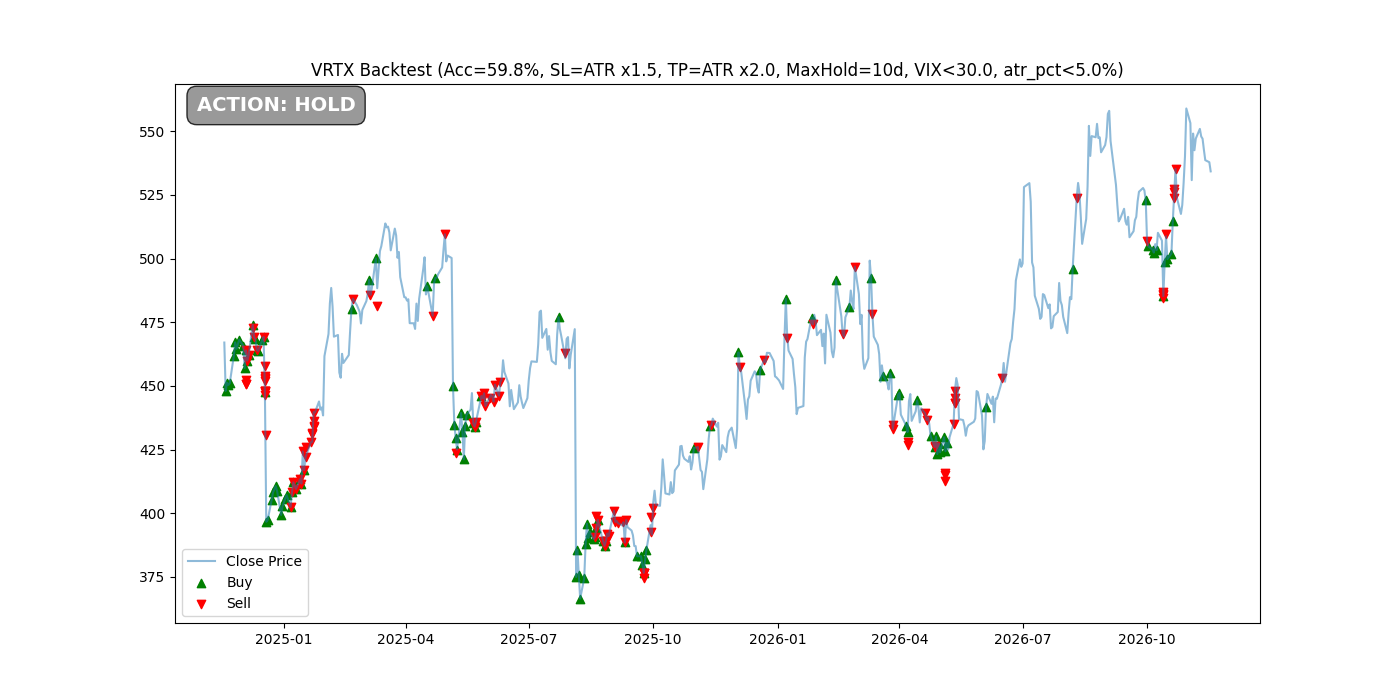 VRTX Backtest (Acc=59.8%, SL=ATR x1.5, TP=ATR x2.0, MaxHold=10d, VIX<30.0, atr_pct<5.0%)
ACTION: HOLD
550
525
500
475
450
425
400
375
Close Price
Buy
Sell
2025-01 2025-04 2025-07 2025-10 2026-01 2026-04 2026-07 2026-10